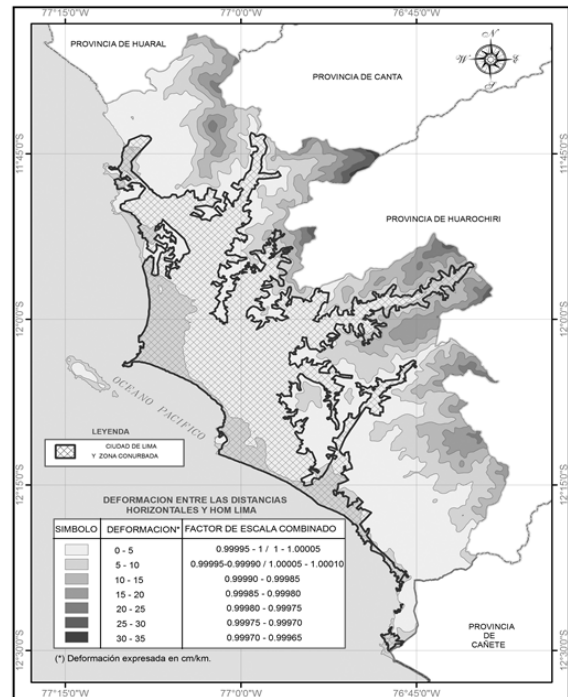 77°15'0"W 77°0'0"W 76°45'0"W
PROVINCIA DE HUARAL
N
W E
S
PROVINCIA DE CANTA
11°45'0"S 11°45'0"S
PROVINCIA DE HUAROCHIRI
12°0'0"S 12°0'0"S
OCEANO PACIFICO
LEYENDA
CIUDAD DE LIMA
Y ZONA CONURBADA
12°15'0"S 12°15'0"S
DEFORMACION ENTRE LAS DISTANCIAS
HORIZONTALES Y HOM LIMA
SIMBOLO DEFORMACION* FACTOR DE ESCALA COMBINADO
0 - 5 0.99995 - 1 / 1 - 1.00005
5 - 10 0.99995-0.99990 / 1.00005 - 1.00010
10 - 15 0.99990 - 0.99985
15 - 20 0.99985 - 0.99980
20 - 25 0.99980 - 0.99975
25 - 30 0.99975 - 0.99970
30 - 35 0.99970 - 0.99965
(*) Deformación expresada en cm/km.
PROVINCIA
DE
CAÑETE
12°30'0"S 12°30'0"S
77°15'0"W 77°0'0"W 76°45'0"W